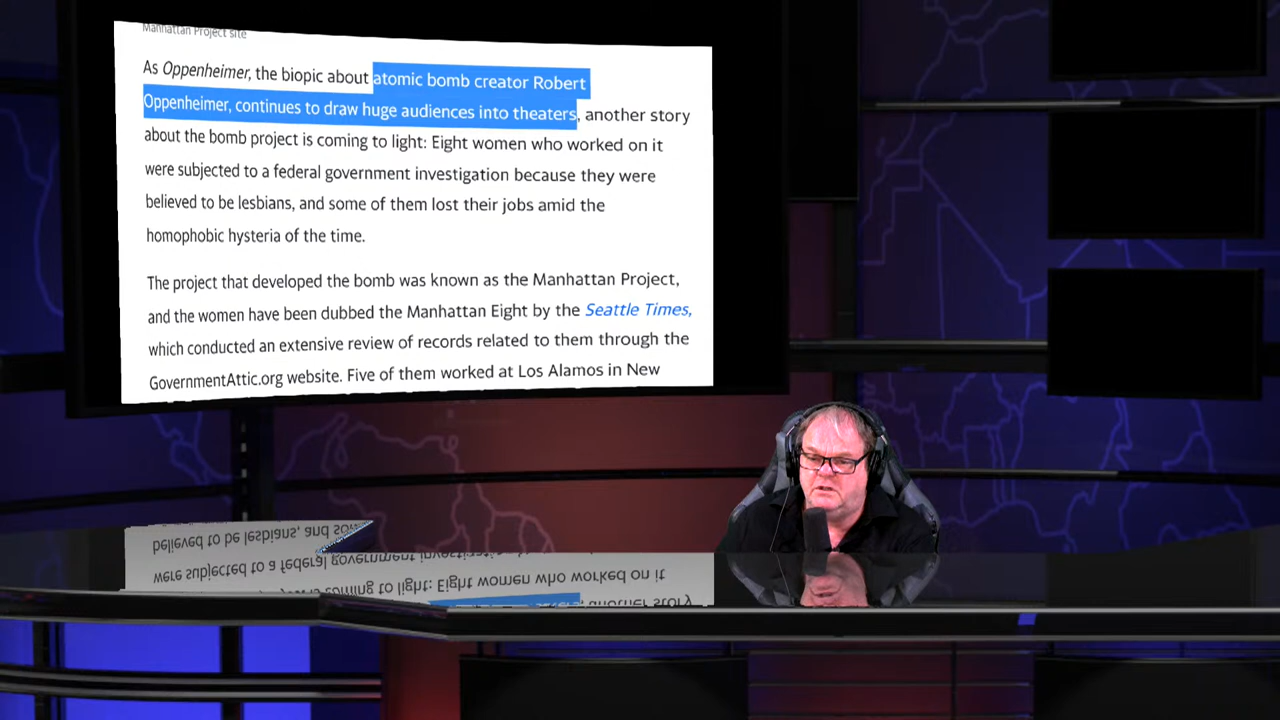 Manhattan Project site
As Oppenheimer, the biopic about atomic bomb creator Robert
Oppenheimer, continues to draw huge audiences into theaters, another story
about the bomb project is coming to light: Eight women who worked on it
were subjected to a federal government investigation because they were
believed to be lesbians, and some of them lost their jobs amid the
homophobic hysteria of the time.
The project that developed the bomb was known as the Manhattan Project,
and the women have been dubbed the Manhattan Eight by the Seattle Times,
which conducted an extensive review of records related to them through the
GovernmentAttic.org website. Five of them worked at Los Alamos in New